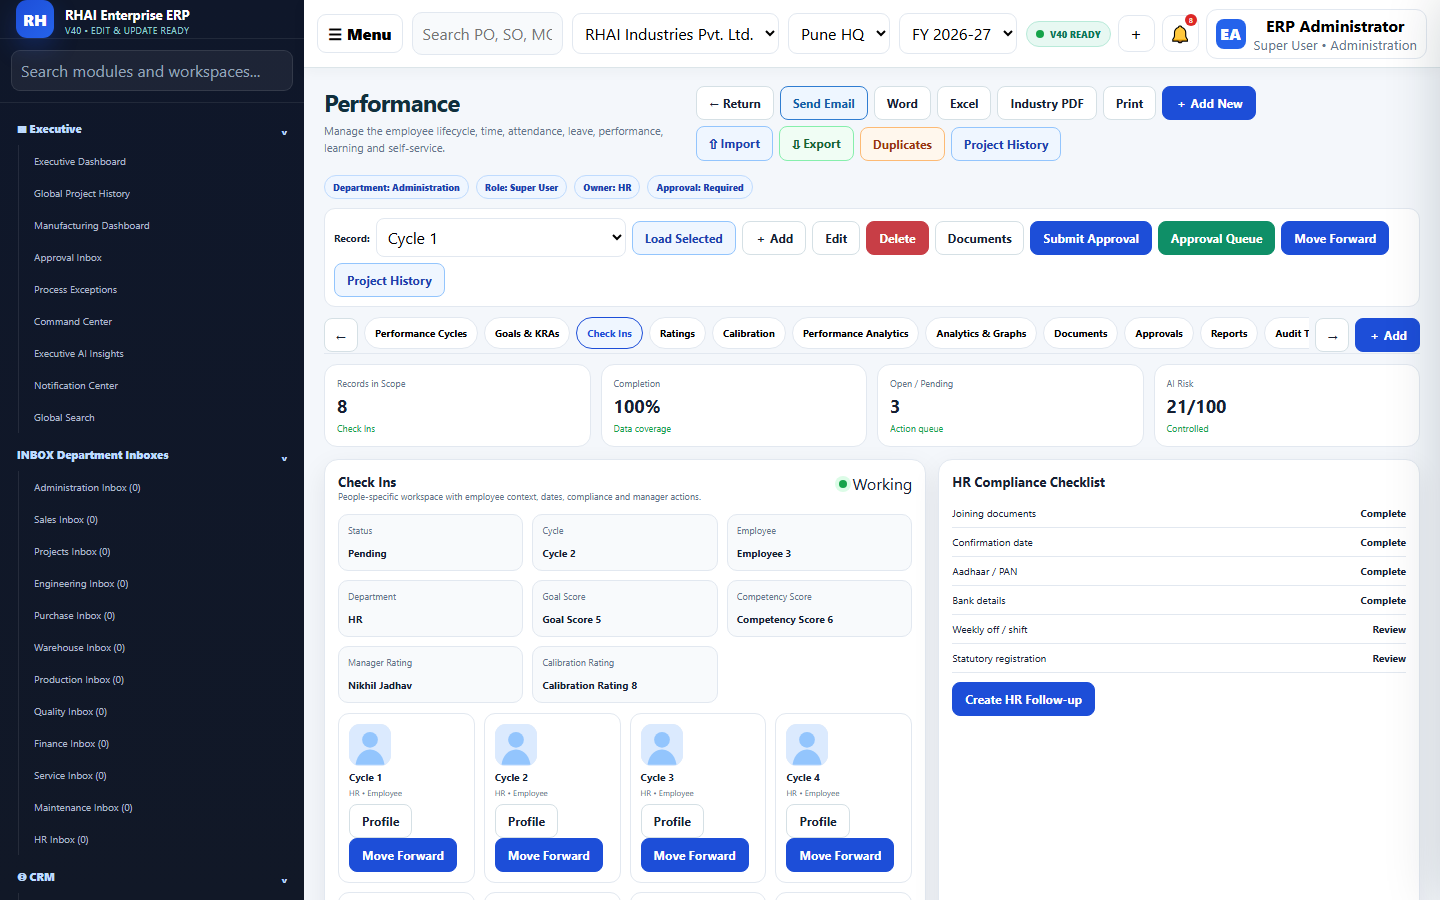 RH
RHAI Enterprise ERP
V40 • EDIT & UPDATE READY
Search modules and workspaces...
Executive
Executive Dashboard
Global Project History
Manufacturing Dashboard
Approval Inbox
Process Exceptions
Command Center
Executive AI Insights
Notification Center
Global Search
INBOX Department Inboxes
Administration Inbox (0)
Sales Inbox (0)
Projects Inbox (0)
Engineering Inbox (0)
Purchase Inbox (0)
Warehouse Inbox (0)
Production Inbox (0)
Quality Inbox (0)
Finance Inbox (0)
Service Inbox (0)
Maintenance Inbox (0)
HR Inbox (0)
CRM
☰ Menu
Search PO, SO, MO
RHAI Industries Pvt. Ltd.
Pune HQ
FY 2026-27
V40 READY
+
8
EA
ERP Administrator
Super User • Administration
Performance
Manage the employee lifecycle, time, attendance, leave, performance,
learning and self-service.
← Return
Send Email
Word
Excel
Industry PDF
Print
+ Add New
⇧ Import
⇩ Export
Duplicates
Project History
Department: Administration
Role: Super User
Owner: HR
Approval: Required
Record:
Cycle 1
Load Selected
+ Add
Edit
Delete
Documents
Submit Approval
Approval Queue
Move Forward
Project History
←
Performance Cycles
Goals & KRAs
Check Ins
Ratings
Calibration
Performance Analytics
Analytics & Graphs
Documents
Approvals
Reports
Audit T
→
+ Add
Records in Scope
8
Check Ins
Completion
100%
Data coverage
Open / Pending
3
Action queue
AI Risk
21/100
Controlled
Check Ins
People-specific workspace with employee context, dates, compliance and manager actions.
Working
Status
Pending
Cycle
Cycle 2
Employee
Employee 3
Department
HR
Goal Score
Goal Score 5
Competency Score
Competency Score 6
Manager Rating
Nikhil Jadhav
Calibration Rating
Calibration Rating 8
Cycle 1
HR • Employee
Profile
Move Forward
Cycle 2
HR • Employee
Profile
Move Forward
Cycle 3
HR • Employee
Profile
Move Forward
Cycle 4
HR • Employee
Profile
Move Forward
HR Compliance Checklist
Joining documents
Complete
Confirmation date
Complete
Aadhaar / PAN
Complete
Bank details
Complete
Weekly off / shift
Review
Statutory registration
Review
Create HR Follow-up